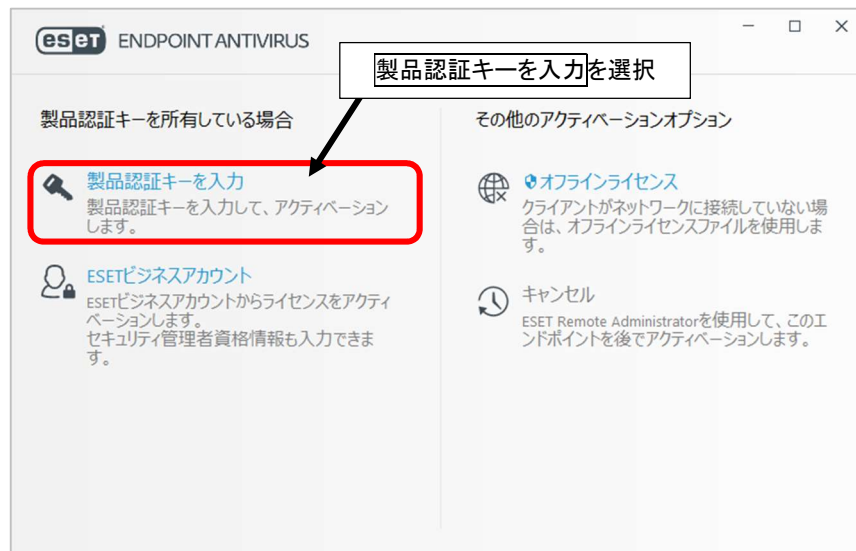 eset ENDPOINT ANTIVIRUS
製品認証キーを入力を選択
製品認証キーを所有している場合
製品認証キーを入力
製品認証キーを入力して、アクティベーション
します。
ESETビジネスアカウント
ESETビジネスアカウントからライセンスをアクティ
ベーションします。
セキュリティ管理者資格情報も入力できま
す。
その他のアクティベーションオプション
オフラインライセンス
クライアントがネットワークに接続していない場
合は、オフラインライセンスファイルを使用しま
す。
キャンセル
ESET Remote Administratorを使用して、このエ
ンドポイントを後でアクティベーションします。